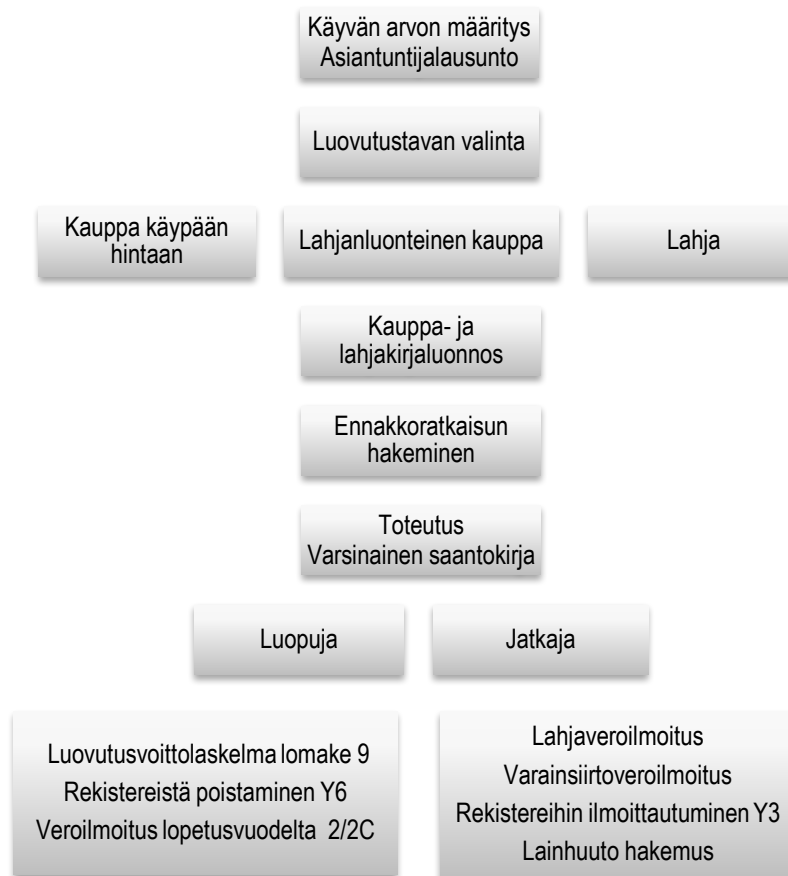 Käyvän arvon määritys
Asiantuntijalausunto
Luovutustavan valinta
Kauppa käypään
hintaan
Lahjanluonteinen kauppa
Lahja
Kauppa- ja
lahjakirjaluonnos
Ennakkoratkaisun
hakeminen
Toteutus
Varsinainen saantokirja
Luopuja
Jatkaja
Luovutusvoittolaskelma lomake 9
Rekistereistä poistaminen Y6
Veroilmoitus lopetusvuodelta 2/2C
Lahjaveroilmoitus
Varainsiirtoveroilmoitus
Rekistereihin ilmoittautuminen Y3
Lainhuuto hakemus